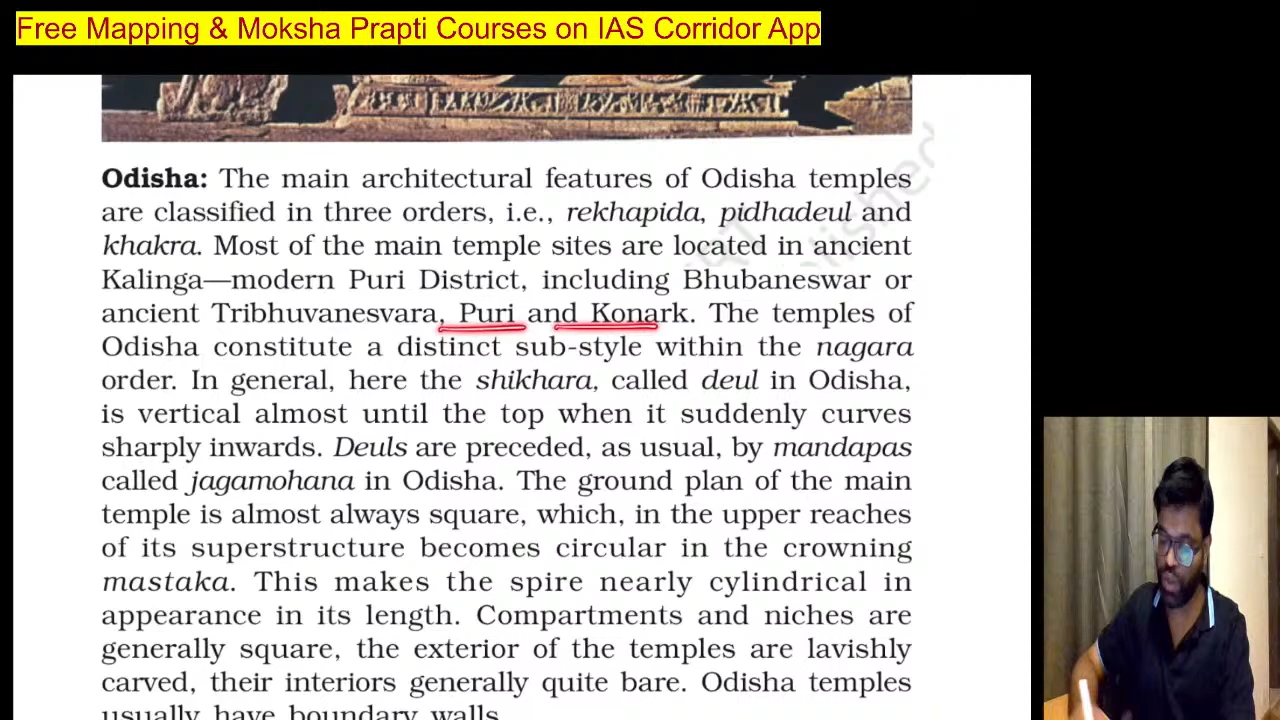 Free Mapping & Moksha Prapti Courses on IAS Corridor App
Odisha: The main architectural features of Odisha temples
are classified in three orders, i.e., rekhapida, pidhadeul and
khakra. Most of the main temple sites are located in ancient
Kalinga—modern Puri District, including Bhubaneswar or
ancient Tribhuvanesvara, Puri and Konark. The temples of
Odisha constitute a distinct sub-style within the nagara
order. In general, here the shikhara, called deul in Odisha,
is vertical almost until the top when it suddenly curves
sharply inwards. Deuls are preceded, as usual, by mandapas
called jagamohana in Odisha. The ground plan of the main
temple is almost always square, which, in the upper reaches
of its superstructure becomes circular in the crowning
mastaka. This makes the spire nearly cylindrical in
appearance in its length. Compartments and niches are
generally square, the exterior of the temples are lavishly
carved, their interiors generally quite bare. Odisha temples
usually have boundary walls.